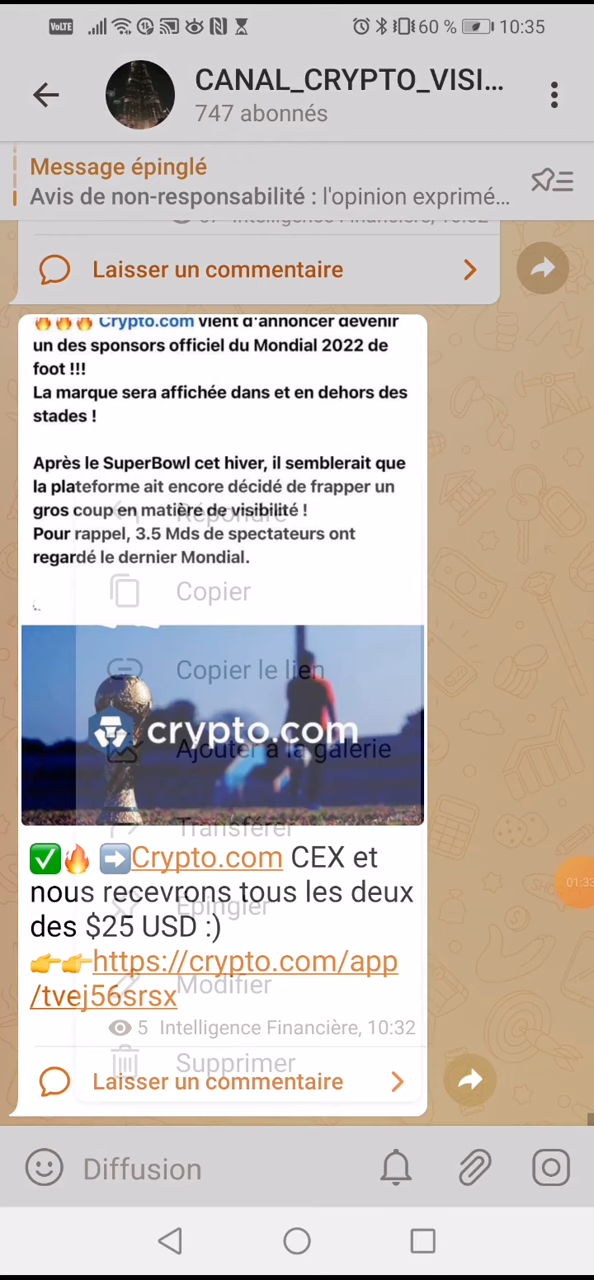 VoLTE
60 %
10:35
CANAL_CRYPTO_VISI...
747 abonnés
Message épinglé
Avis de non-responsabilité : l'opinion exprimé...
Intelligence Financière, 10:32
Laisser un commentaire
🔥🔥🔥 Crypto.com vient d'annoncer devenir
un des sponsors officiel du Mondial 2022 de
foot !!!
La marque sera affichée dans et en dehors des
stades !
Après le SuperBowl cet hiver, il semblerait que
la plateforme ait encore décidé de frapper un
gros coup en matière de visibilité !
Répondre
Pour rappel, 3.5 Mds de spectateurs ont
regardé le dernier Mondial.
Copier
Copier le lien
crypto.com
Ajouter à la galerie
Transférer
✅🔥 ➡️Crypto.com CEX et
nous recevrons tous les deux
Épingler
des $25 USD :)
👉👉https://crypto.com/app
Modifier
/tvej56srsx
5 Intelligence Financière, 10:32
Supprimer
Laisser un commentaire
01:33
Diffusion